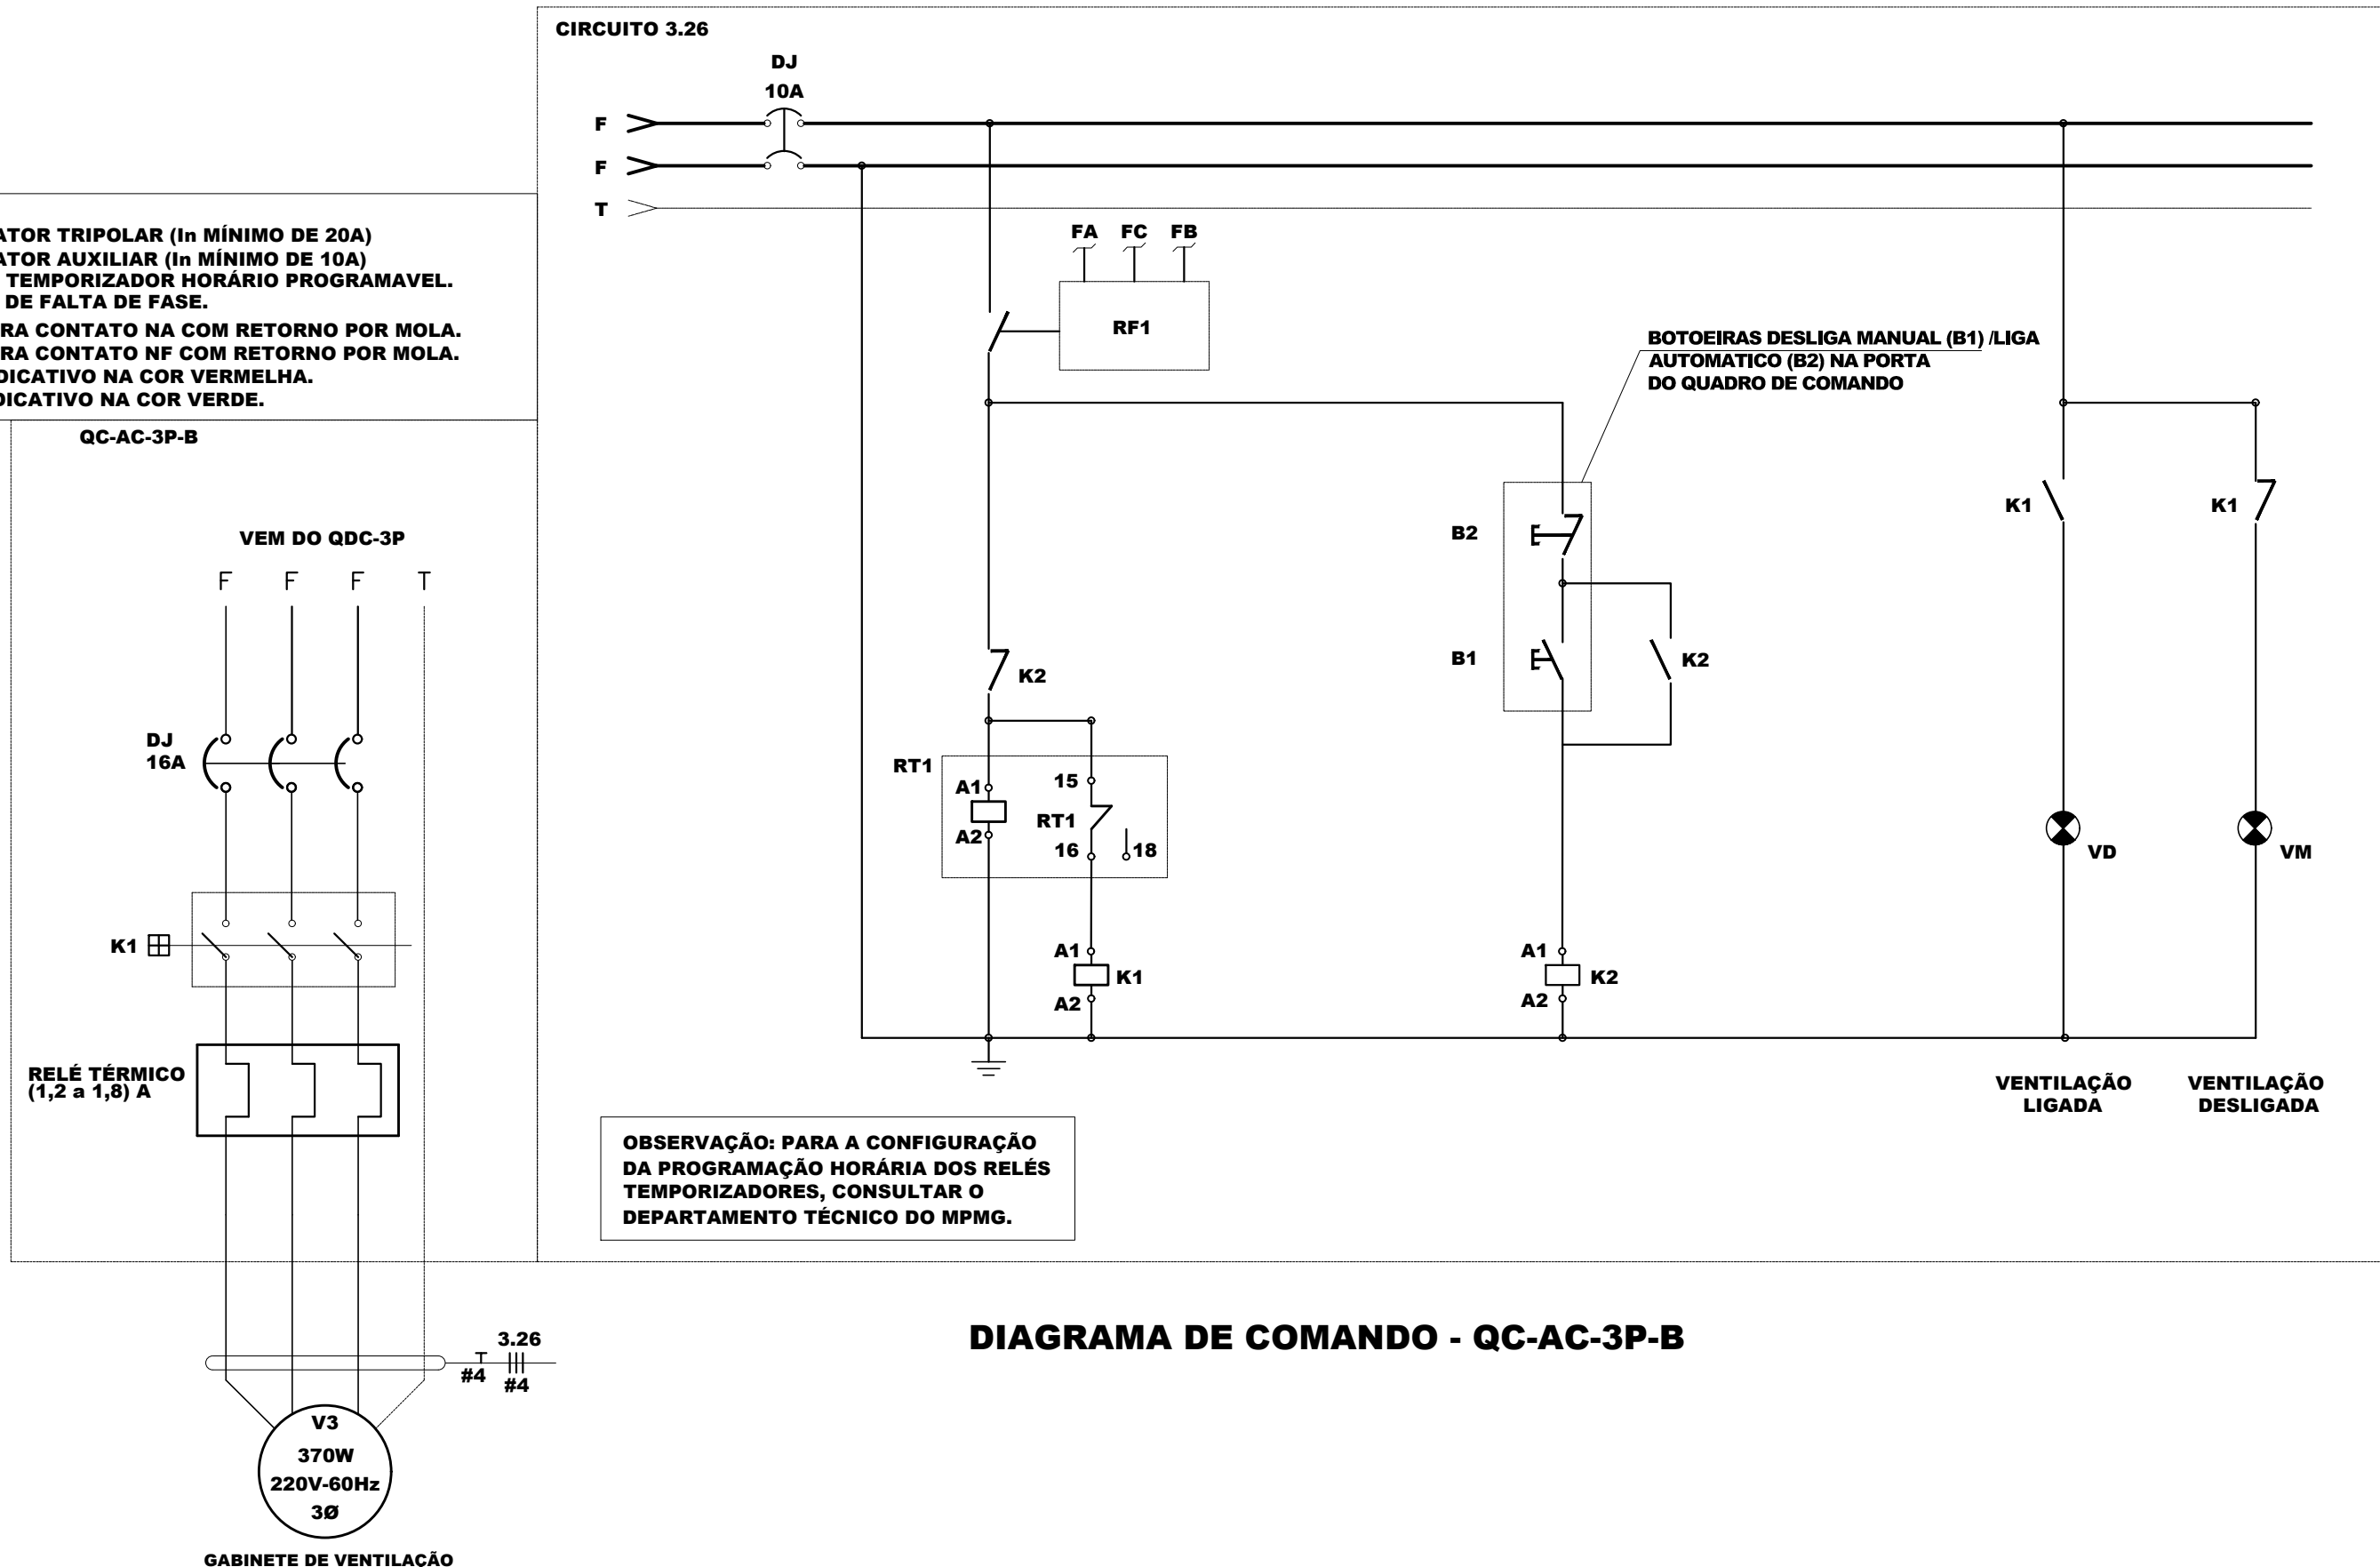 CIRCUITO 3.26
DJ
10A
F
F
T
FA FC FB
RF1
ATOR TRIPOLAR (In MÍNIMO DE 20A)
ATOR AUXILIAR (In MÍNIMO DE 10A)
TEMPORIZADOR HORÁRIO PROGRAMAVEL.
DE FALTA DE FASE.
RA CONTATO NA COM RETORNO POR MOLA.
RA CONTATO NF COM RETORNO POR MOLA.
DICATIVO NA COR VERMELHA.
DICATIVO NA COR VERDE.
BOTOEIRAS DESLIGA MANUAL (B1) /LIGA
AUTOMATICO (B2) NA PORTA
DO QUADRO DE COMANDO
QC-AC-3P-B
VEM DO QDC-3P
F F F T
DJ
16A
K1
RELÉ TÉRMICO
(1,2 a 1,8) A
K2
RT1
A1
A2
15
RT1
16
18
A1
K1
A2
B2
B1
K2
A1
K2
A2
K1
K1
VD
VM
VENTILAÇÃO
LIGADA
VENTILAÇÃO
DESLIGADA
OBSERVAÇÃO: PARA A CONFIGURAÇÃO
DA PROGRAMAÇÃO HORÁRIA DOS RELÉS
TEMPORIZADORES, CONSULTAR O
DEPARTAMENTO TÉCNICO DO MPMG.
DIAGRAMA DE COMANDO - QC-AC-3P-B
T
3.26
#4
#4
V3
370W
220V-60Hz
3Ø
GABINETE DE VENTILAÇÃO